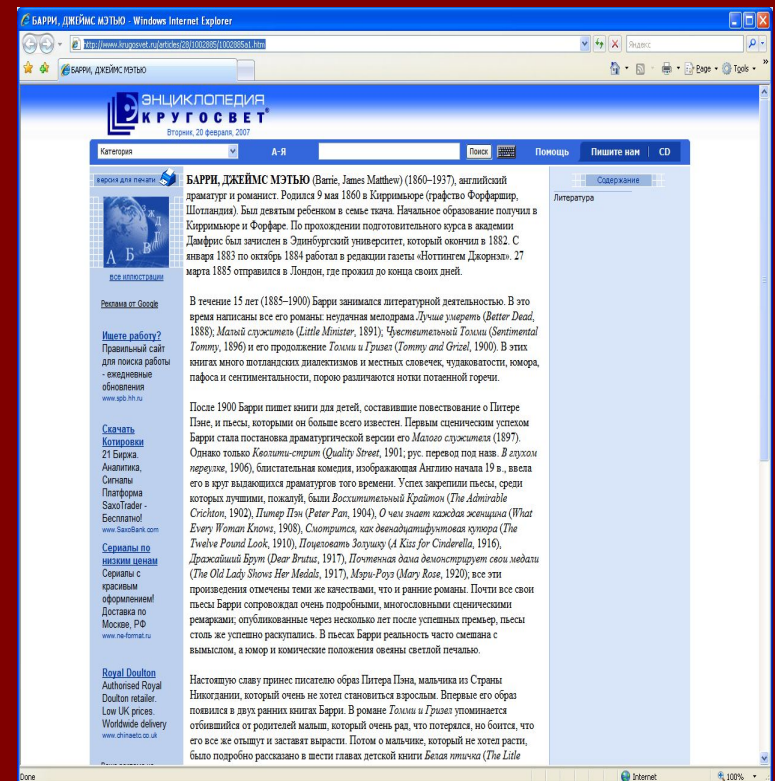 БАРРИ, ДЖЕЙМС МЭТЬЮ - Windows Internet Explorer
http://www.krugosvet.ru/articles/28/1002885/1002885a1.htm
Яндекс
БАРРИ, ДЖЕЙМС МЭТЬЮ
Page
Tools
ЭНЦИКЛОПЕДИЯ
КРУГОСВЕТ
Вторник, 20 февраля, 2007
Категория
А-Я
Поиск
Помощь
Пишите нам
CD
версия для печати
все иллюстрации
Реклама от Google
Ищете работу?
Правильный сайт
для поиска работы
- ежедневные
обновления
www.spb.hh.ru
Скачать
Котировки
21 Биржа.
Аналитика,
Сигналы
Платформа
SaxoTrader -
Бесплатно!
www.SaxoBank.com
Сериалы по
низким ценам
Сериалы с
красивым
оформлением!
Доставка по
Москве, РФ
www.ne-format.ru
Royal Doulton
Authorised Royal
Doulton retailer.
Low UK prices.
Worldwide delivery
www.chinaetc.co.uk
БАРРИ, ДЖЕЙМС МЭТЬЮ (Barrie, James Matthew) (1860–1937), английский
драматург и романист. Родился 9 мая 1860 в Кирримьюре (графство Форфаршир,
Шотландия). Был девятым ребенком в семье ткача. Начальное образование получил в
Кирримьюре и Форфаре. По прохождении подготовительного курса в академии
Дамфрис был зачислен в Эдинбургский университет, который окончил в 1882. С
января 1883 по октябрь 1884 работал в редакции газеты «Ноттингем Джорнэл». 27
марта 1885 отправился в Лондон, где прожил до конца своих дней.
В течение 15 лет (1885–1900) Барри занимался литературной деятельностью. В это
время написаны все его романы: неудачная мелодрама Лучше умереть (Better Dead,
1888); Малый служитель (Little Minister, 1891); Чувствительный Томми (Sentimental
Tommy, 1896) и его продолжение Томми и Гризел (Tommy and Grizel, 1900). В этих
книгах много шотландских диалектизмов и местных словечек, чудаковатости, юмора,
пафоса и сентиментальности, порою различаются нотки потаенной горечи.
После 1900 Барри пишет книги для детей, составившие повествование о Питере
Пэне, и пьесы, которыми он больше всего известен. Первым сценическим успехом
Барри стала постановка драматургической версии его Малого служителя (1897).
Однако только Кволити-стрит (Quality Street, 1901; рус. перевод под назв. В глухом
переулке, 1906), блистательная комедия, изображающая Англию начала 19 в., ввела
его в круг выдающихся драматургов того времени. Успех закрепили пьесы, среди
которых лучшими, пожалуй, были Восхитительный Крайтон (The Admirable
Crichton, 1902), Питер Пэн (Peter Pan, 1904), О чем знает каждая женщина (What
Every Woman Knows, 1908), Смотрится, как двенадцатифунтовая купюра (The
Twelve Pound Look, 1910), Поцеловать Золушку (A Kiss for Cinderella, 1916),
Дражайший Брут (Dear Brutus, 1917), Почтенная дама демонстрирует свои медали
(The Old Lady Shows Her Medals, 1917), Мэри-Роуз (Mary Rose, 1920); все эти
произведения отмечены теми же качествами, что и ранние романы. Почти все свои
пьесы Барри сопровождал очень подробными, многословными сценическими
ремарками; опубликованные через несколько лет после успешных премьер, пьесы
столь же успешно раскупались. В пьесах Барри реальность часто смешана с
вымыслом, а юмор и комические положения овеяны светлой печалью.
Настоящую славу принес писателю образ Питера Пэна, мальчика из Страны
Никогдании, который очень не хотел становиться взрослым. Впервые его образ
появился в двух ранних книгах Барри. В романе Томми и Гризел упоминается
отбившийся от родителей малыш, который очень рад, что потерялся, но боится, что
его все же отыщут и заставят вырасти. Потом о мальчике, который не хотел расти,
было подробно рассказано в шести главах детской книги Белая птичка (The Litle
Содержание
Литература
Done
Internet
100%